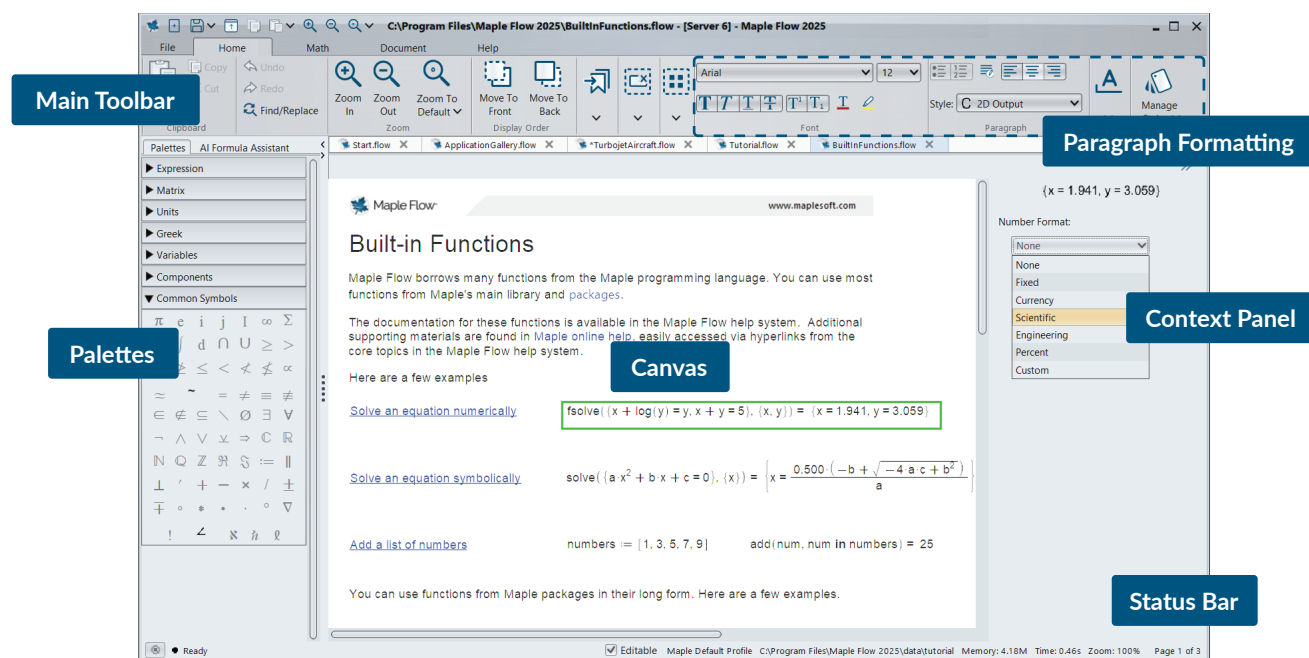 C:\Program Files\Maple Flow 2025\BuiltInFunctions.flow - [Server 6] - Maple Flow 2025
File Home Math Document Help
Copy
Cut
Clipboard
Undo
Redo
Find/Replace
Zoom In
Zoom Out
Zoom To Default
Zoom
Move To Front
Move To Back
Display Order
Arial 12
Font
Style: C 2D Output
Paragraph
Manage
Main Toolbar
Paragraph Formatting
Palettes AI Formula Assistant
Start.flow ApplicationGallery.flow *TurbojetAircraft.flow Tutorial.flow BuiltInFunctions.flow
Expression
Matrix
Units
Greek
Variables
Components
Common Symbols
π e i j I ∞ Σ
∫ d ∩ ∪ ≥ >
≱ ≤ < ≮ ≰ ∝
≈ ~ = ≠ ≡ ≢
∈ ∉ ⊆ \ Ø ∃ ∀
¬ ∧ ∨ ⊻ ⇒ ℂ ℝ
ℕ ℚ ℤ ℜ ℑ := ∥
⊥ ′ + − × / ±
∓ ∘ * • · ° ∇
! ∠ ℵ ℏ ℓ
Palettes
Maple Flow
www.maplesoft.com
Built-in Functions
Maple Flow borrows many functions from the Maple programming language. You can use most
functions from Maple's main library and packages.
The documentation for these functions is available in the Maple Flow help system. Additional
supporting materials are found in Maple online help, easily accessed via hyperlinks from the
core topics in the Maple Flow help system.
Here are a few examples
Canvas
Solve an equation numerically fsolve({x + log(y) = y, x + y = 5}, {x, y}) = {x = 1.941, y = 3.059}
Solve an equation symbolically solve({a·x² + b·x + c = 0}, {x}) = {x = 0.500·(−b + √(−4·a·c + b²)) / a}
Add a list of numbers numbers := [1, 3, 5, 7, 9] add(num, num in numbers) = 25
You can use functions from Maple packages in their long form. Here are a few examples.
{x = 1.941, y = 3.059}
Number Format:
None
None
Fixed
Currency
Scientific
Engineering
Percent
Custom
Context Panel
Status Bar
Ready Editable Maple Default Profile C:\Program Files\Maple Flow 2025\data\tutorial Memory: 4.18M Time: 0.46s Zoom: 100% Page 1 of 3